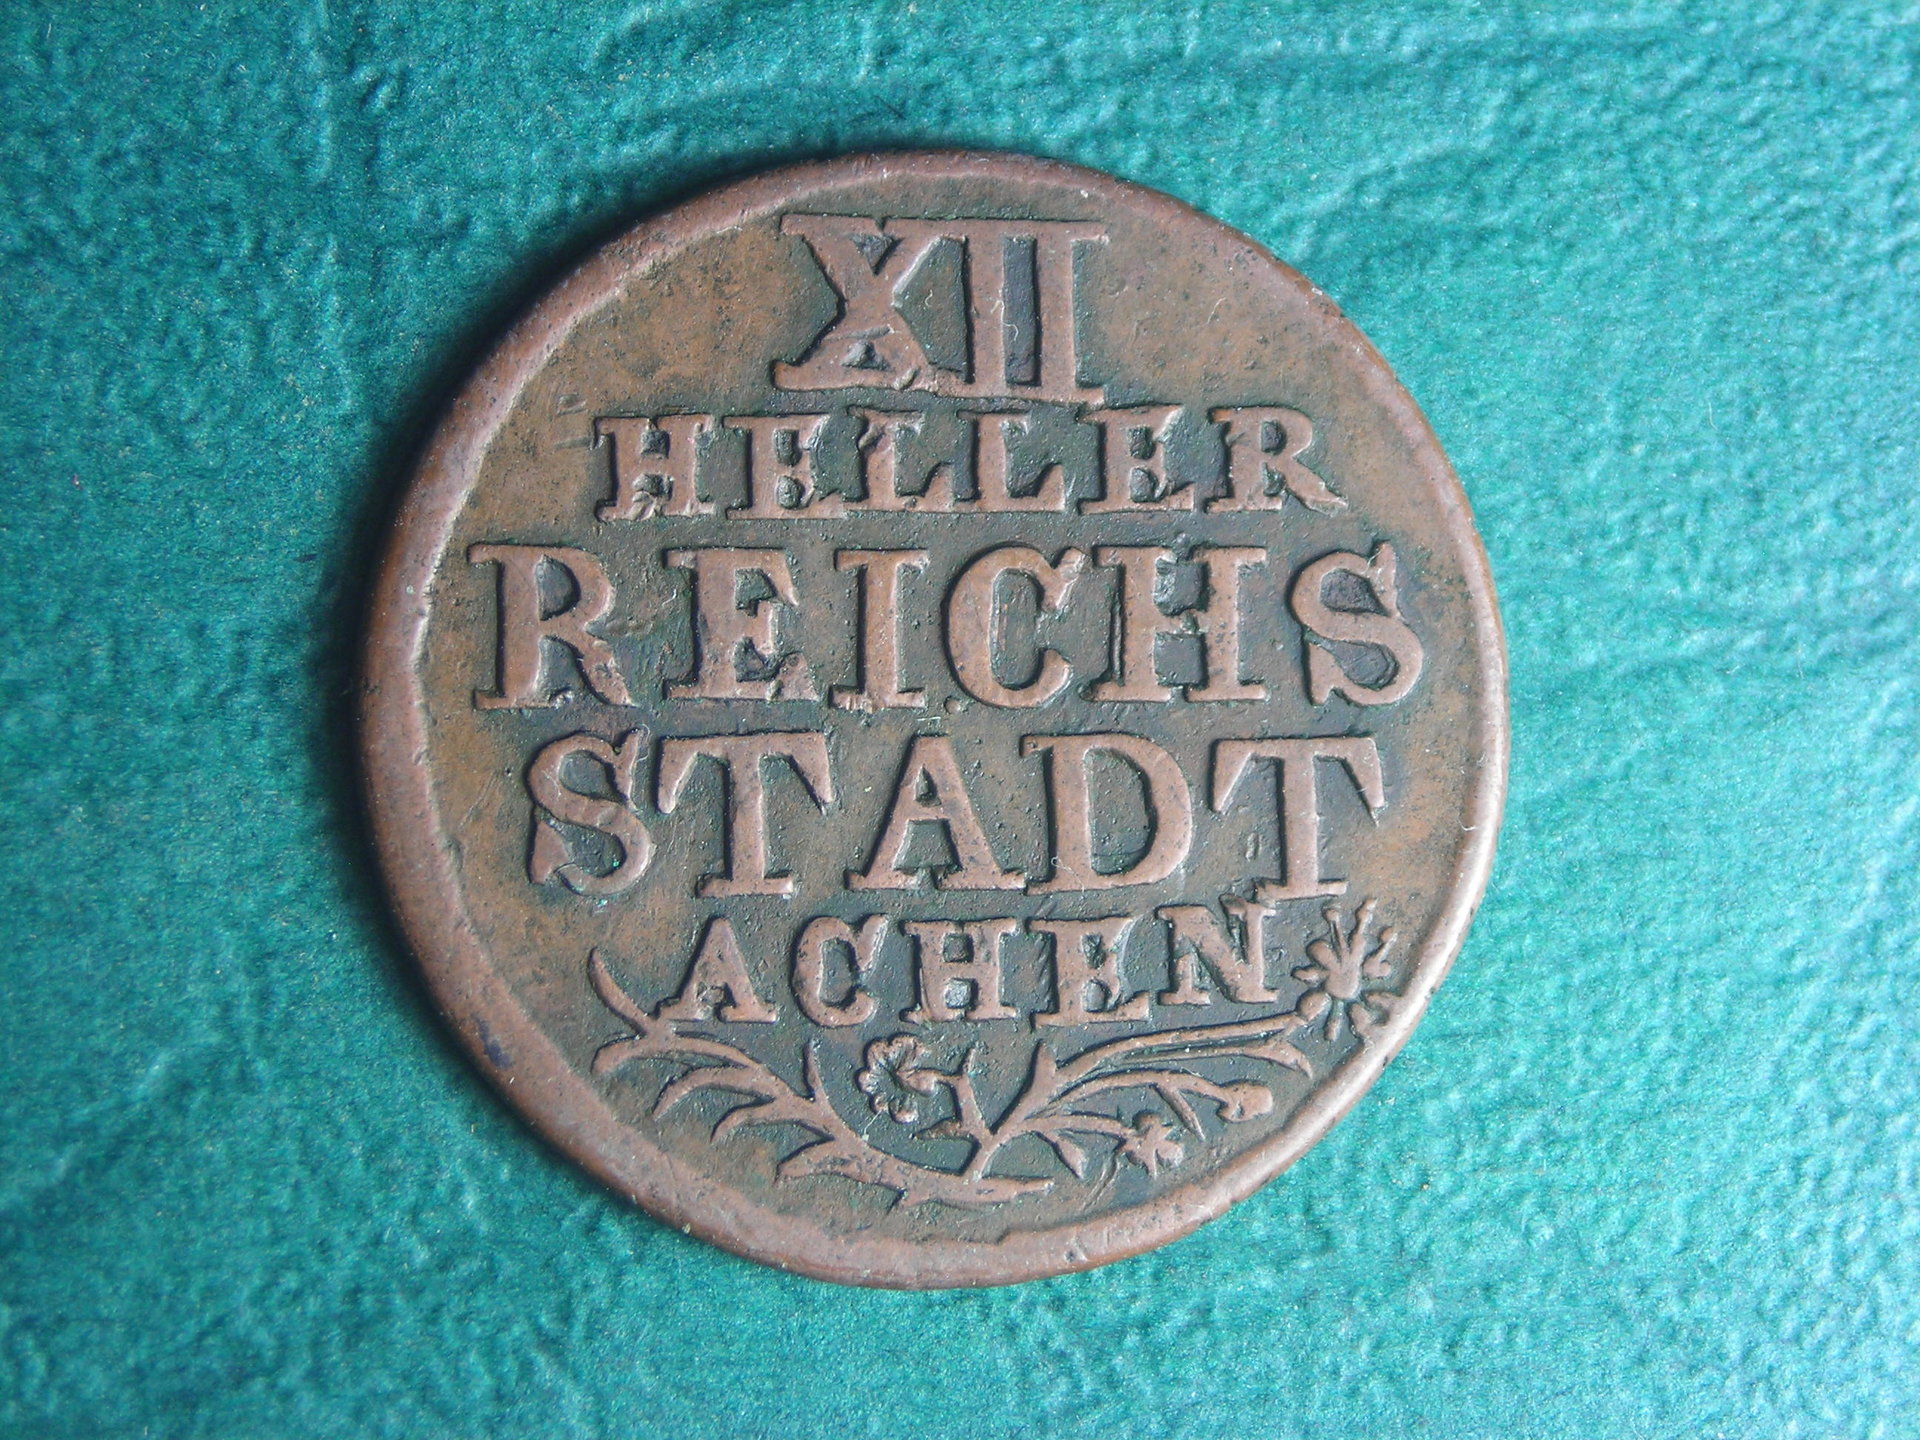 XII
HELLER
REICHS
STADT
ACHEN